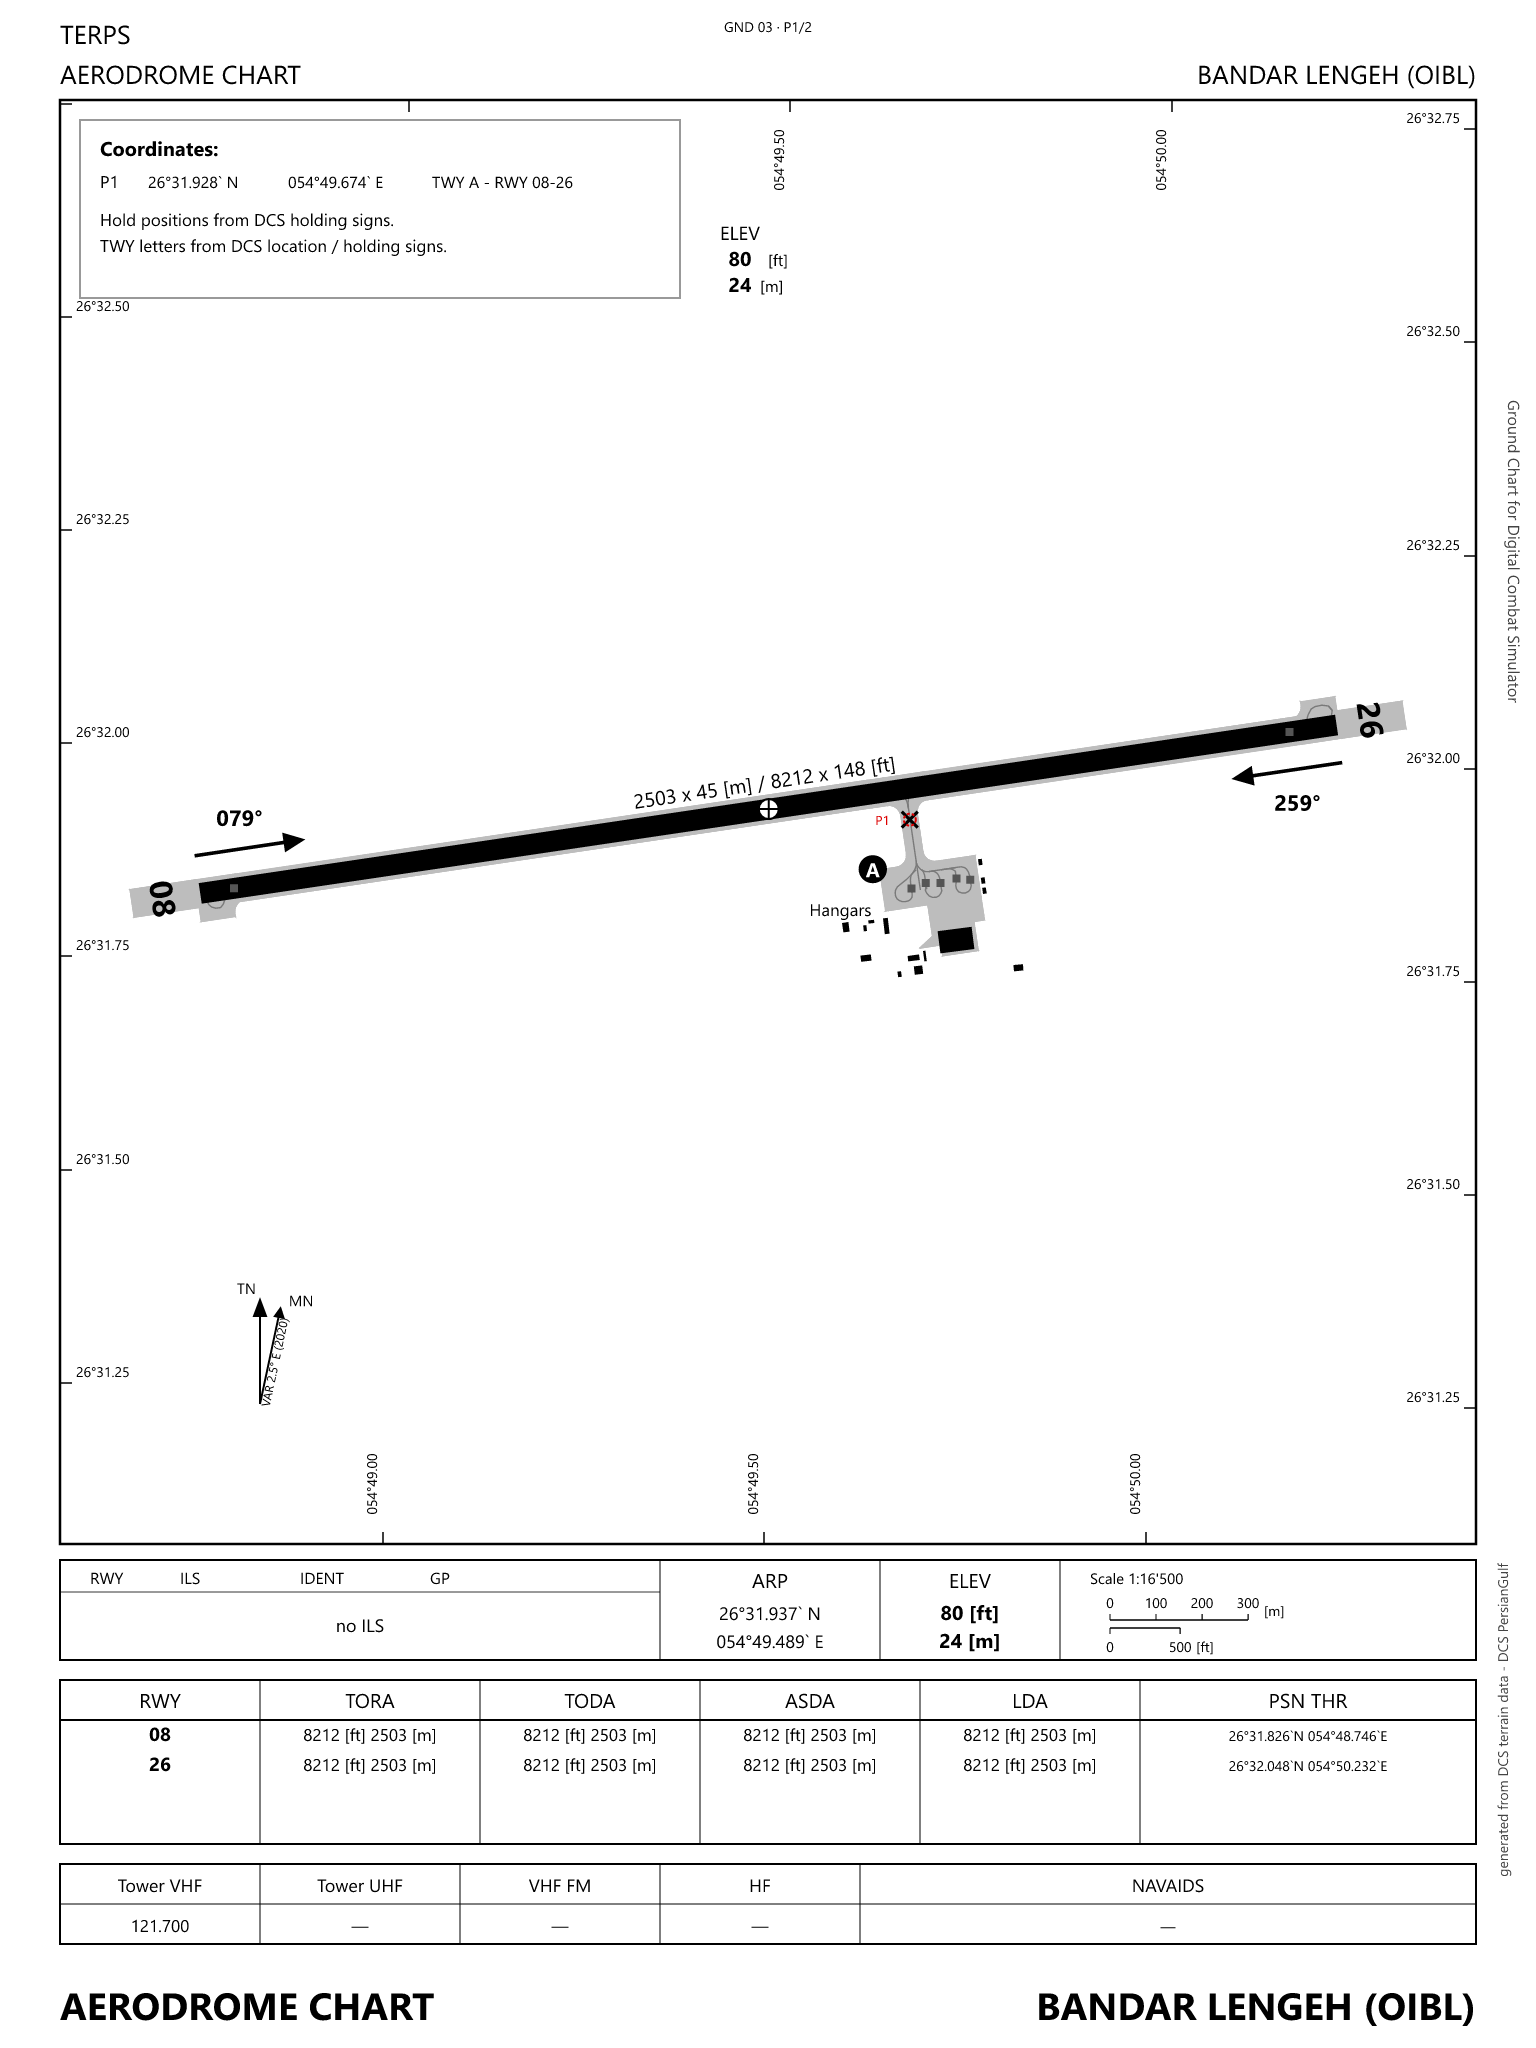 GND 03 · P1/2
TERPS
AERODROME CHART
BANDAR LENGEH (OIBL)
Coordinates:
P1 26°31.928` N 054°49.674` E TWY A - RWY 08-26
Hold positions from DCS holding signs.
TWY letters from DCS location / holding signs.
054°49.50
054°50.00
26°32.75
ELEV
80 [ft]
24 [m]
26°32.50
26°32.50
26°32.25
26°32.25
Ground Chart for Digital Combat Simulator
26
26°32.00
26°32.00
2503 x 45 [m] / 8212 x 148 [ft]
259°
079°
P1
A
08
Hangars
26°31.75
26°31.75
26°31.50
26°31.50
TN
MN
VAR 2.5° E (2020)
26°31.25
26°31.25
054°49.00
054°49.50
054°50.00
RWY ILS IDENT GP
no ILS
ARP
26°31.937` N
054°49.489` E
ELEV
80 [ft]
24 [m]
Scale 1:16'500
0 100 200 300 [m]
0 500 [ft]
generated from DCS terrain data - DCS PersianGulf
RWY TORA TODA ASDA LDA PSN THR
08 8212 [ft] 2503 [m] 8212 [ft] 2503 [m] 8212 [ft] 2503 [m] 8212 [ft] 2503 [m] 26°31.826`N 054°48.746`E
26 8212 [ft] 2503 [m] 8212 [ft] 2503 [m] 8212 [ft] 2503 [m] 8212 [ft] 2503 [m] 26°32.048`N 054°50.232`E
Tower VHF Tower UHF VHF FM HF NAVAIDS
121.700 — — — —
AERODROME CHART
BANDAR LENGEH (OIBL)